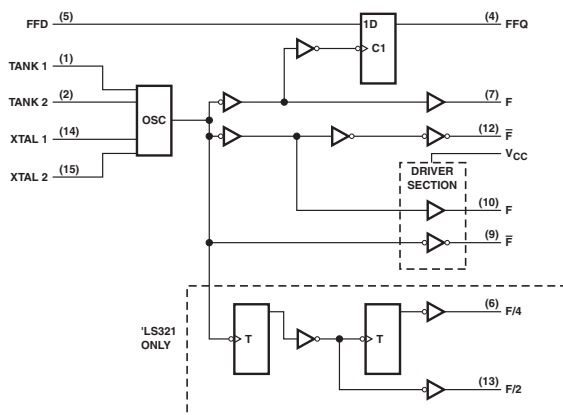 FFD (5)
1D
(4) FFQ
C1
TANK 1 (1)
TANK 2 (2)
OSC
XTAL 1 (14)
XTAL 2 (15)
(7) F
(12) F̅
VCC
DRIVER
SECTION
(10) F
(9) F̅
'LS321
ONLY
T
T
(6) F/4
(13) F/2